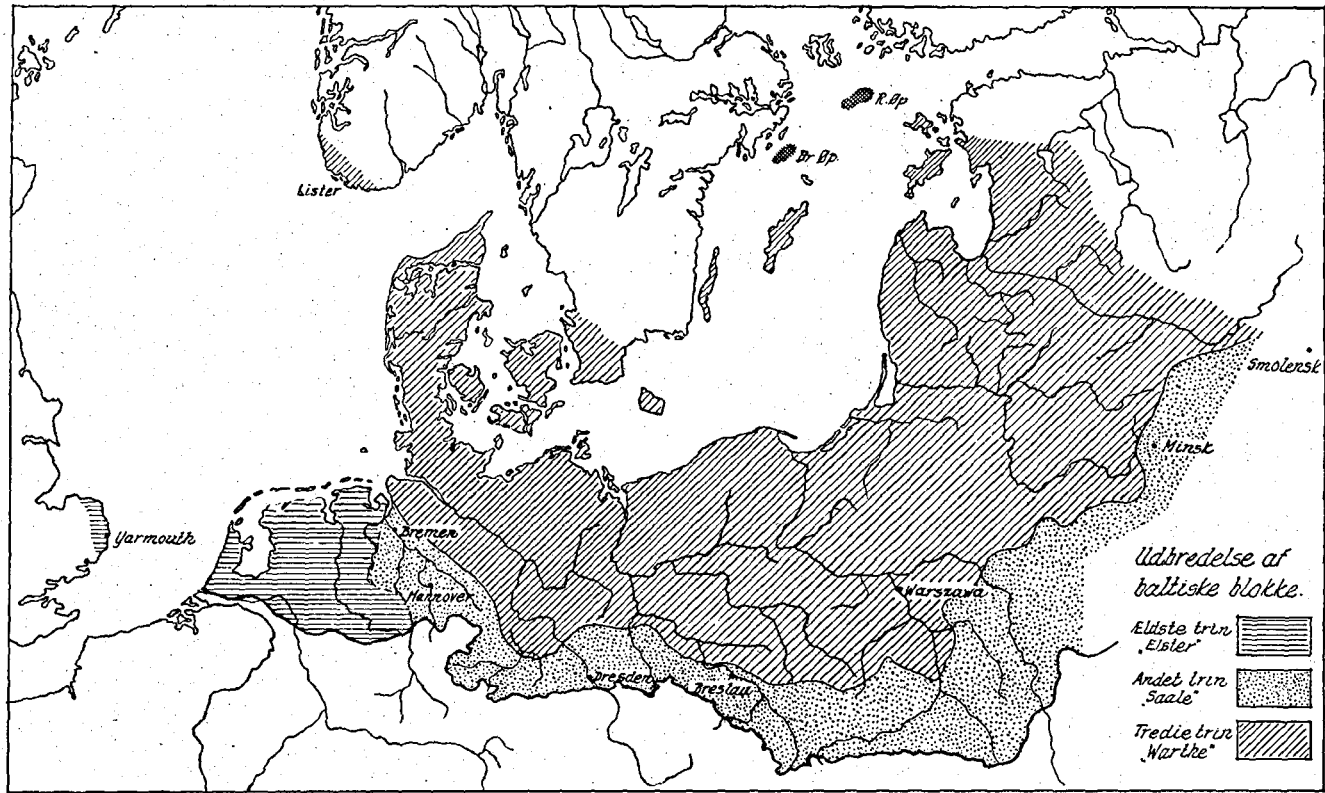 R. Øp
Br Øp.
Lister
Smolensk
Minsk
Yarmouth
Bremen
Hannover
Warszawa
Dresden
Breslau
Udbredelse af
baltiske blokke.
Ældste trin
„Elster"
Andet trin
„Saale"
Tredie trin
„Warthe"